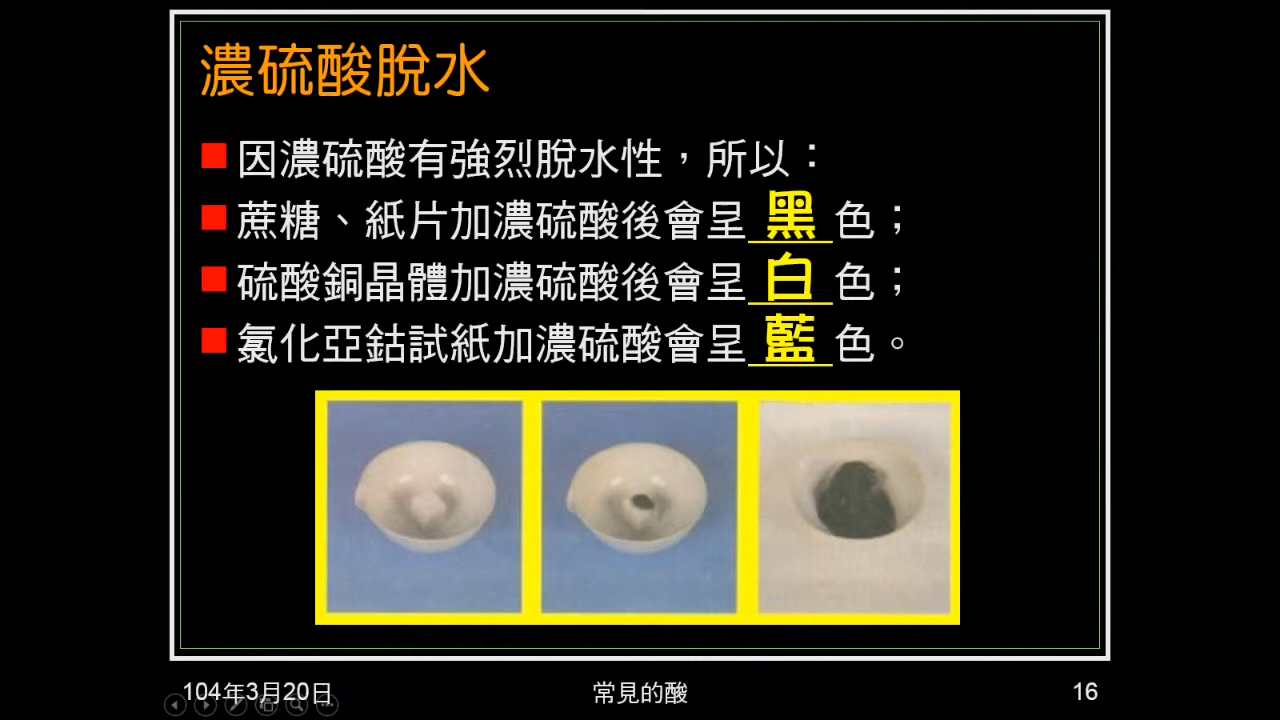 濃硫酸脫水
因濃硫酸有強烈脫水性，所以：
蔗糖、紙片加濃硫酸後會呈 黑 色；
硫酸銅晶體加濃硫酸後會呈 白 色；
氯化亞鈷試紙加濃硫酸會呈 藍 色。
104年3月20日
常見的酸
16